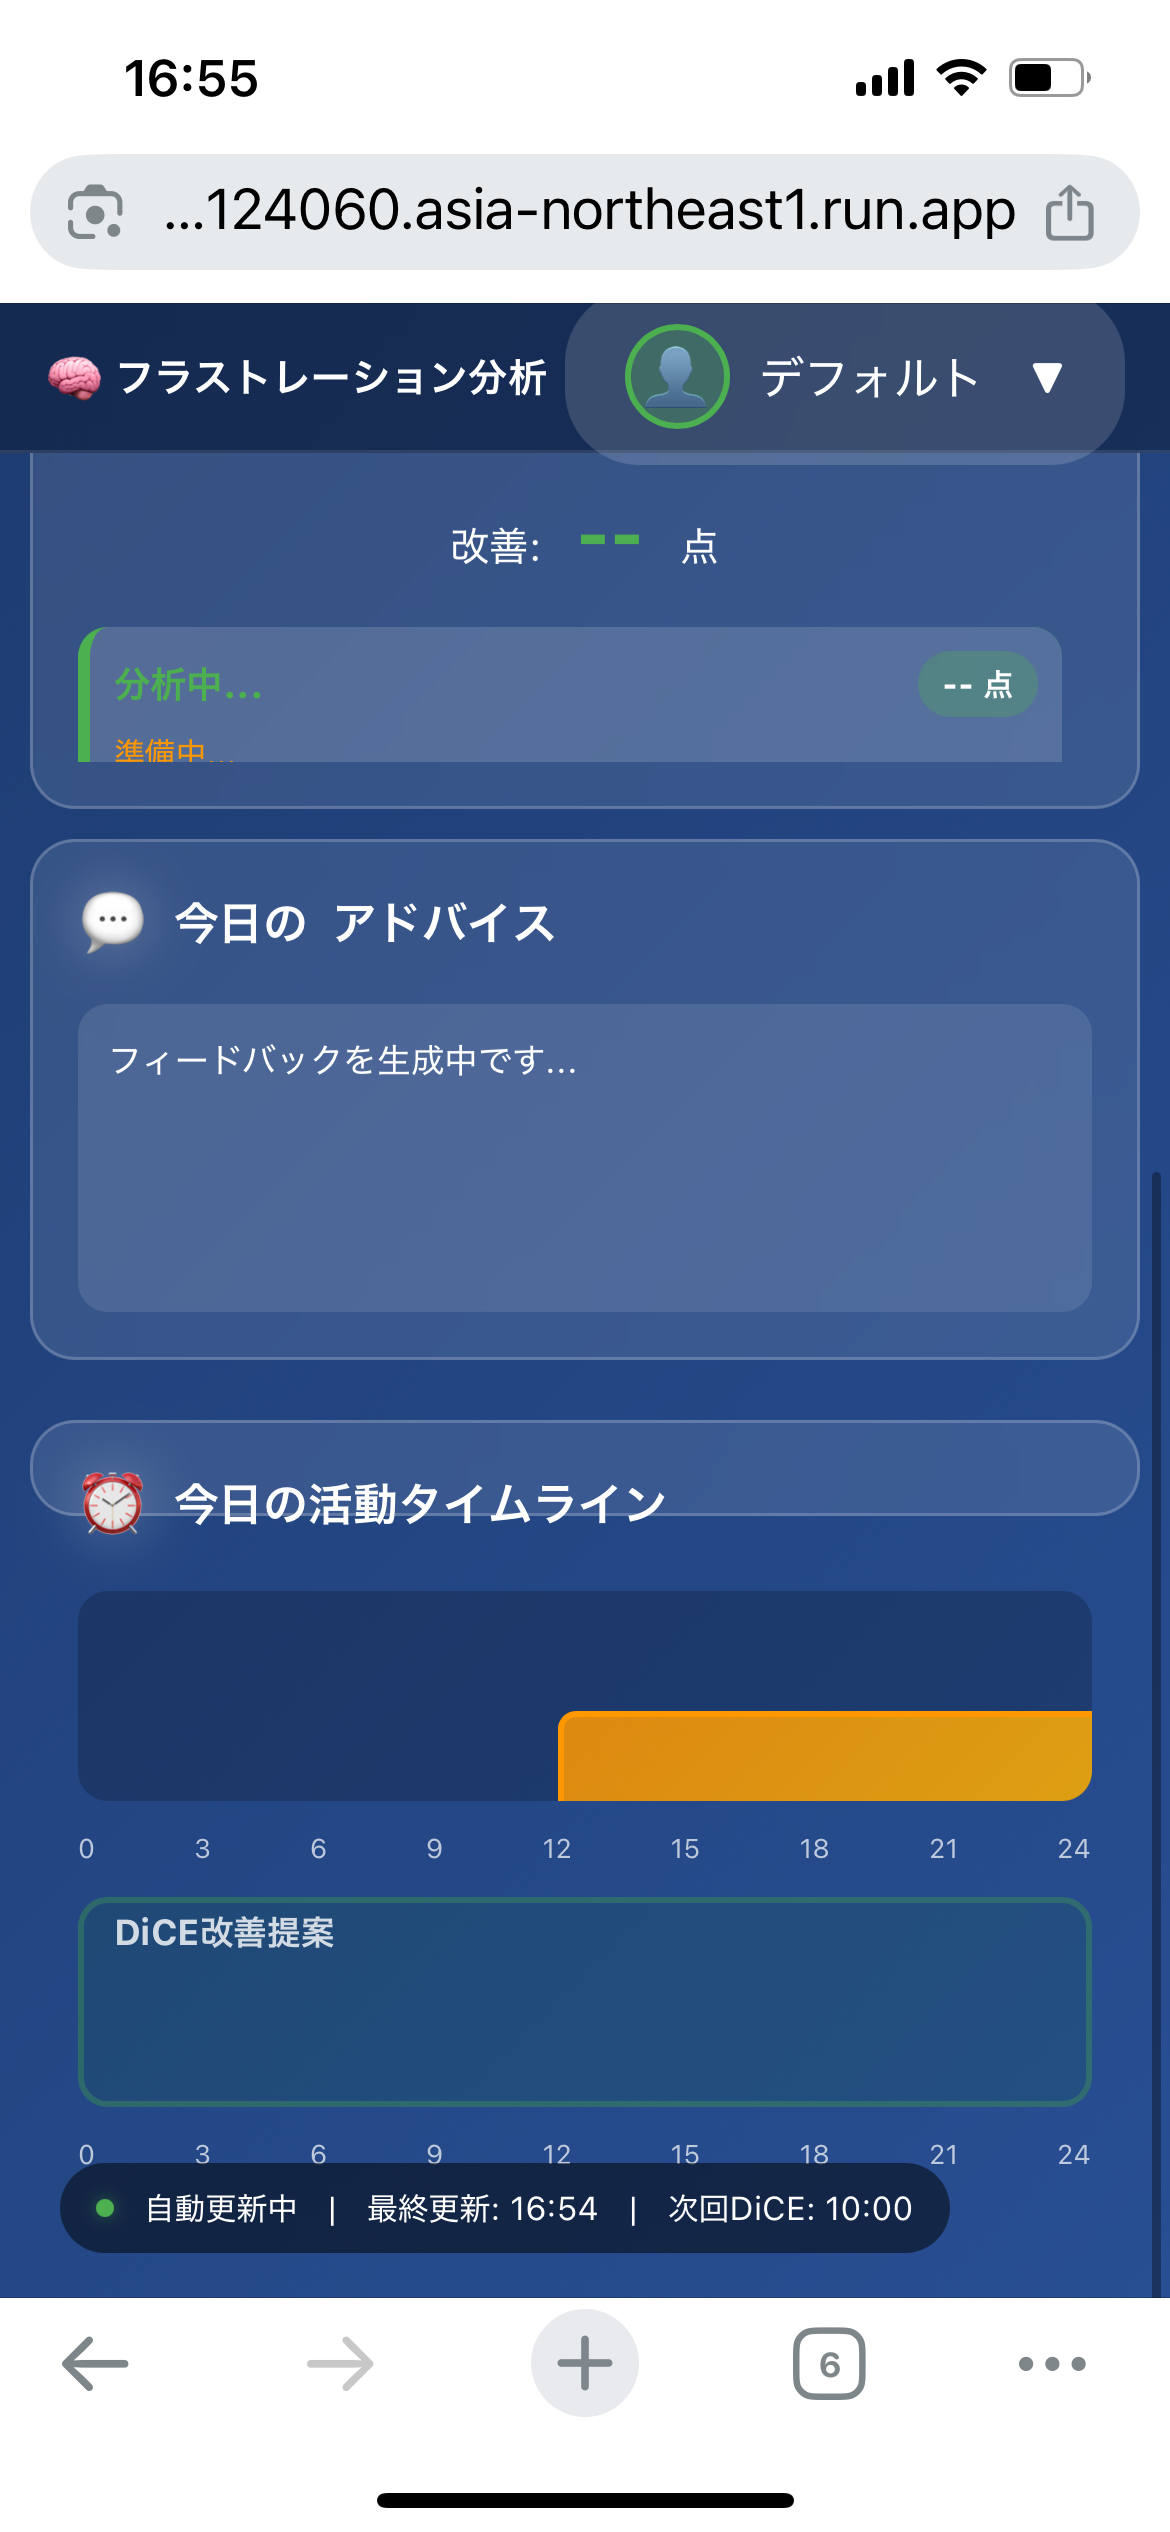 16:55
...124060.asia-northeast1.run.app
フラストレーション分析
デフォルト ▼
改善: -- 点
分析中...
-- 点
準備中...
今日の アドバイス
フィードバックを生成中です...
今日の活動タイムライン
0 3 6 9 12 15 18 21 24
DiCE改善提案
0 3 6 9 12 15 18 21 24
自動更新中 | 最終更新: 16:54 | 次回DiCE: 10:00
6